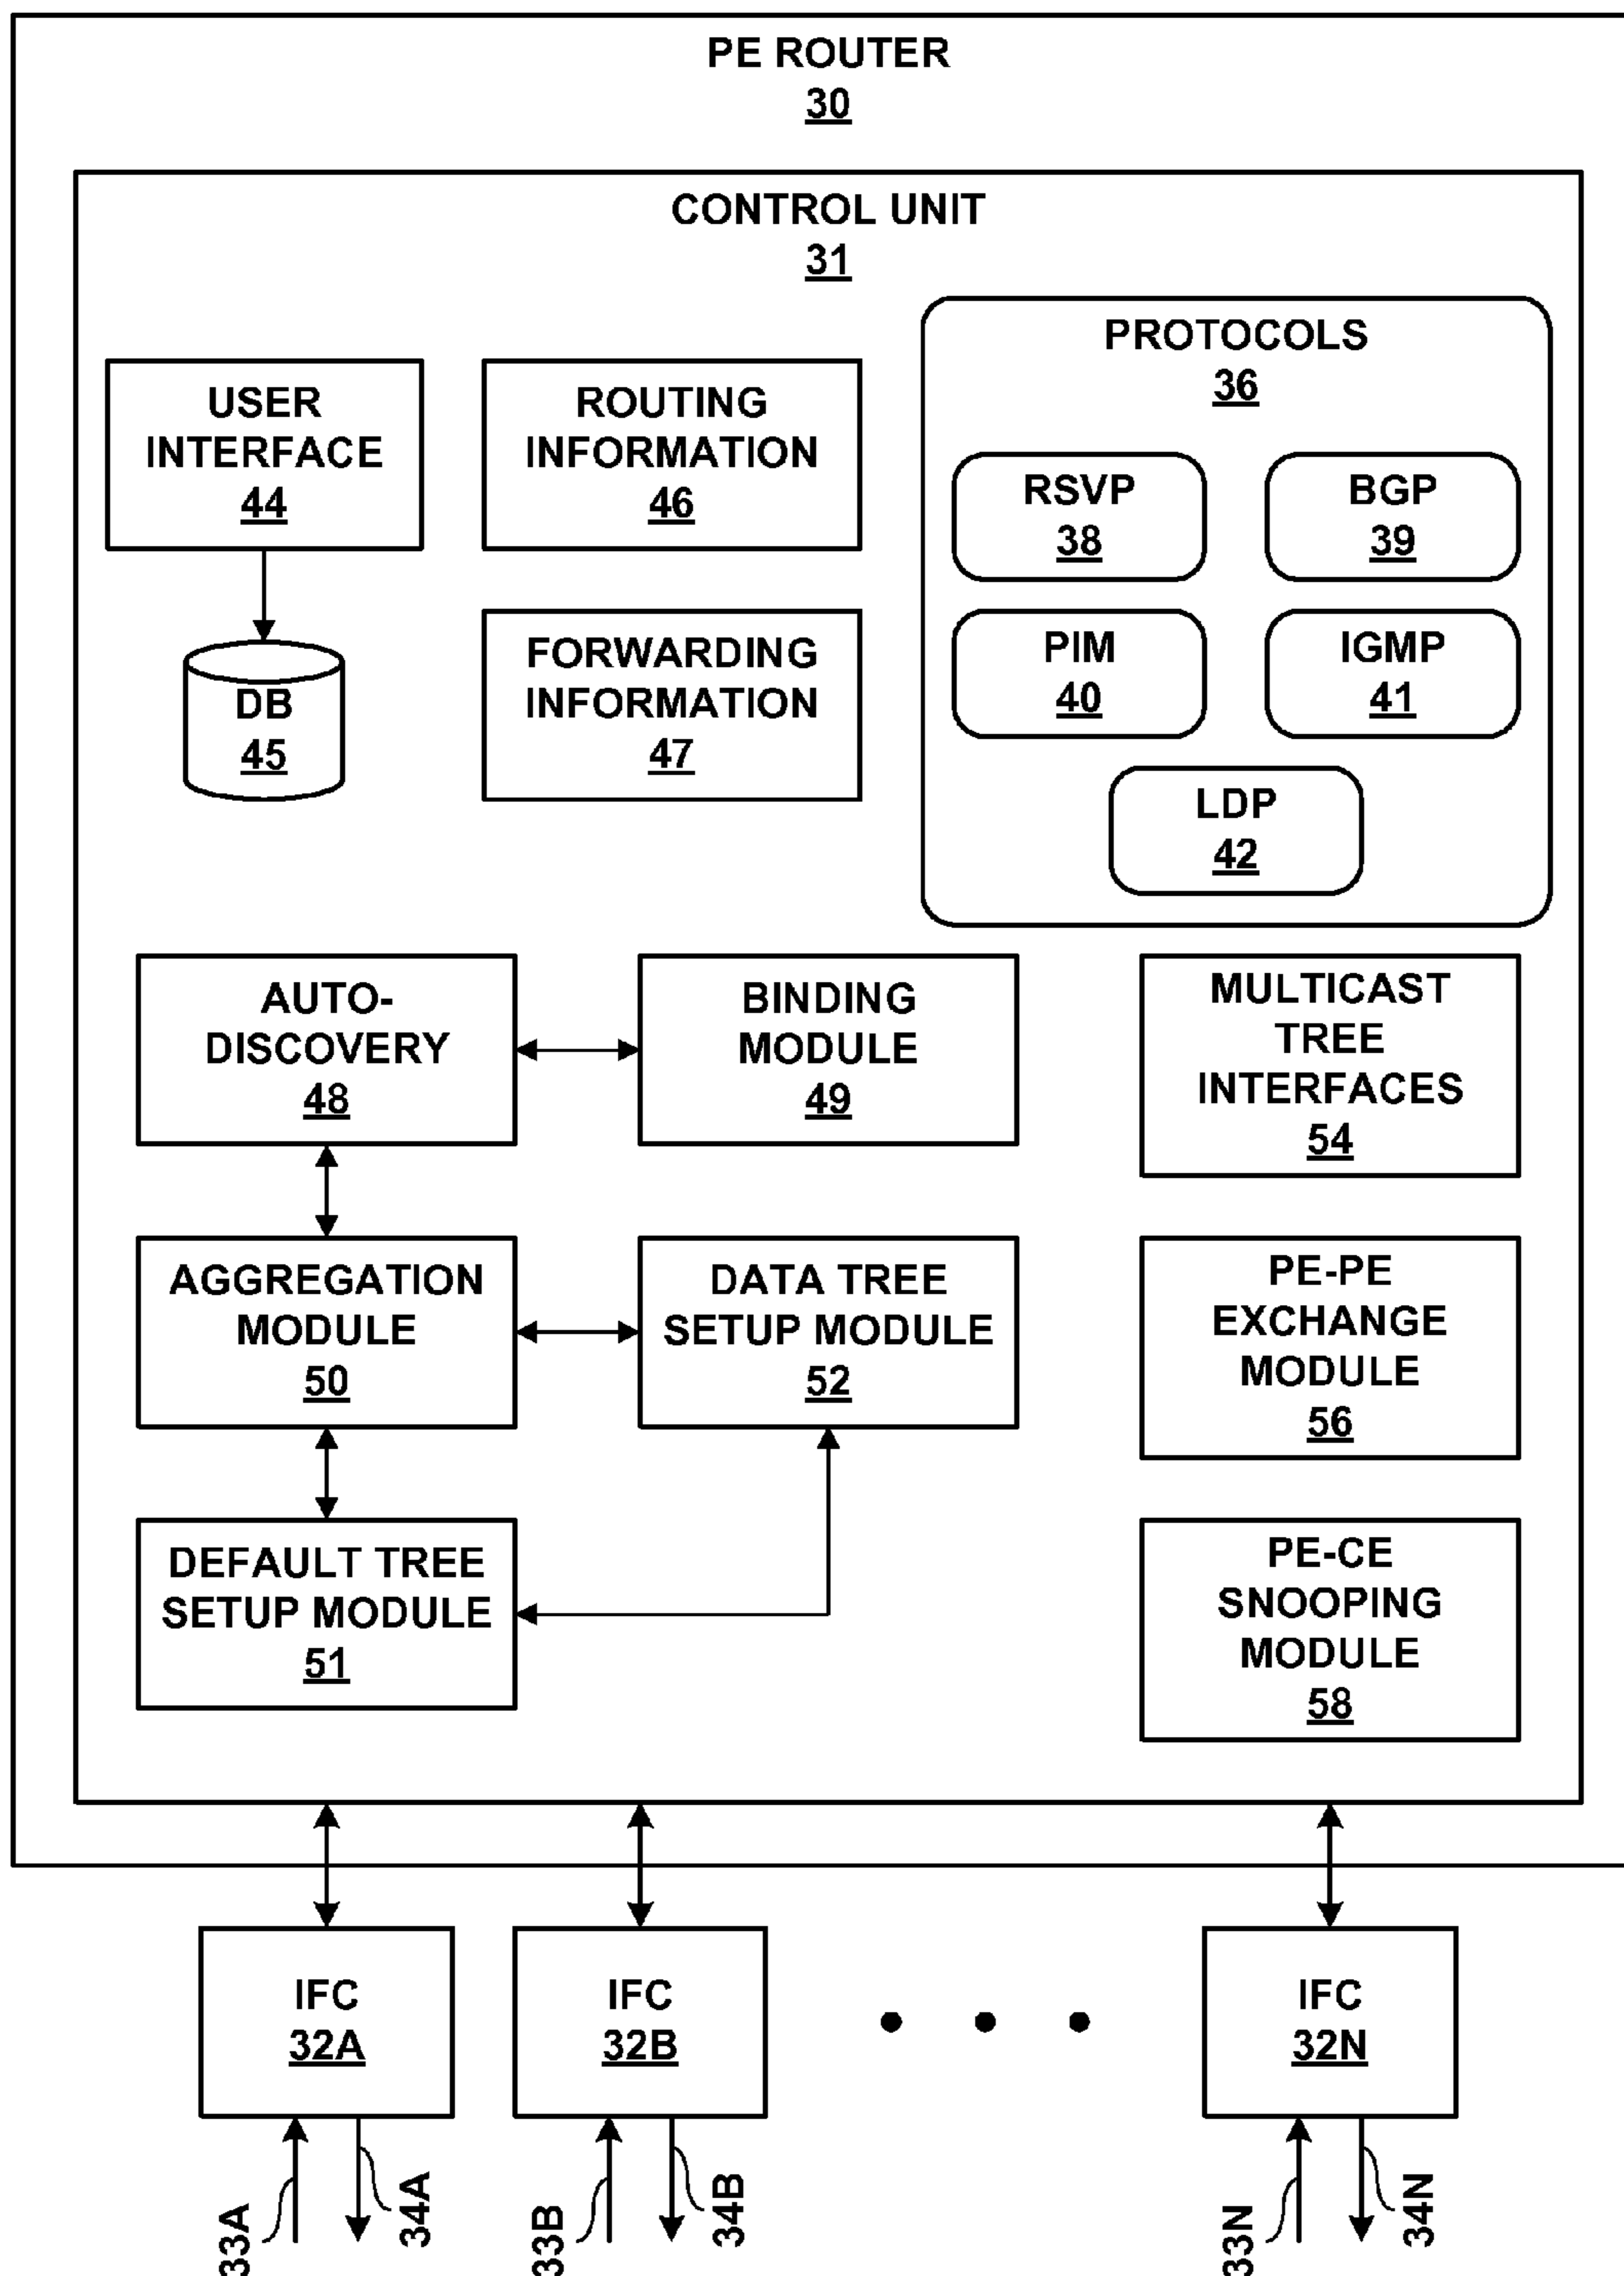 PE ROUTER
30
CONTROL UNIT
31
USER
INTERFACE
44
ROUTING
INFORMATION
46
PROTOCOLS
36
RSVP
38
BGP
39
DB
45
FORWARDING
INFORMATION
47
PIM
40
IGMP
41
LDP
42
AUTO-
DISCOVERY
48
BINDING
MODULE
49
MULTICAST
TREE
INTERFACES
54
AGGREGATION
MODULE
50
DATA TREE
SETUP MODULE
52
PE-PE
EXCHANGE
MODULE
56
DEFAULT TREE
SETUP MODULE
51
PE-CE
SNOOPING
MODULE
58
IFC
32A
IFC
32B
• • •
IFC
32N
33A
34A
33B
34B
33N
34N